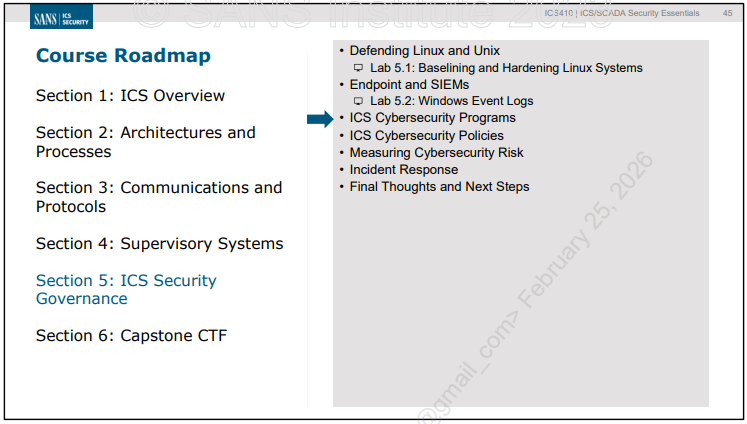 © SANS Institute 2026
SANS | ICS SECURITY
ICS410 | ICS/SCADA Security Essentials 45
Course Roadmap
Section 1: ICS Overview
Section 2: Architectures and
Processes
Section 3: Communications and
Protocols
Section 4: Supervisory Systems
Section 5: ICS Security
Governance
Section 6: Capstone CTF
• Defending Linux and Unix
Lab 5.1: Baselining and Hardening Linux Systems
• Endpoint and SIEMs
Lab 5.2: Windows Event Logs
• ICS Cybersecurity Programs
• ICS Cybersecurity Policies
• Measuring Cybersecurity Risk
• Incident Response
• Final Thoughts and Next Steps
@gmail_com> February 25, 2026